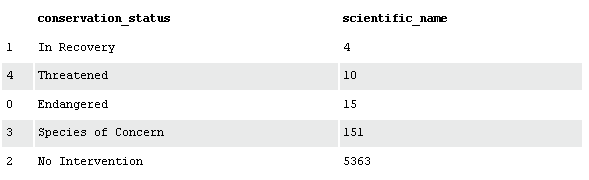 conservation_status scientific_name
1 In Recovery 4
4 Threatened 10
0 Endangered 15
3 Species of Concern 151
2 No Intervention 5363